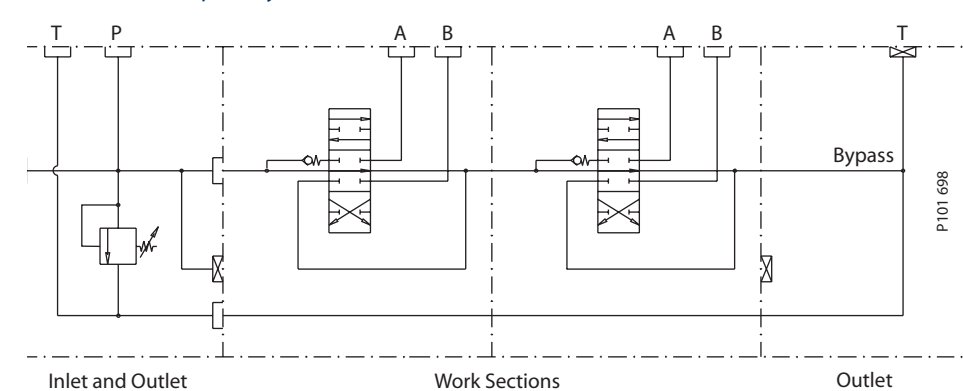 T P A B A B T
Bypass
P101 698
Inlet and Outlet Work Sections Outlet